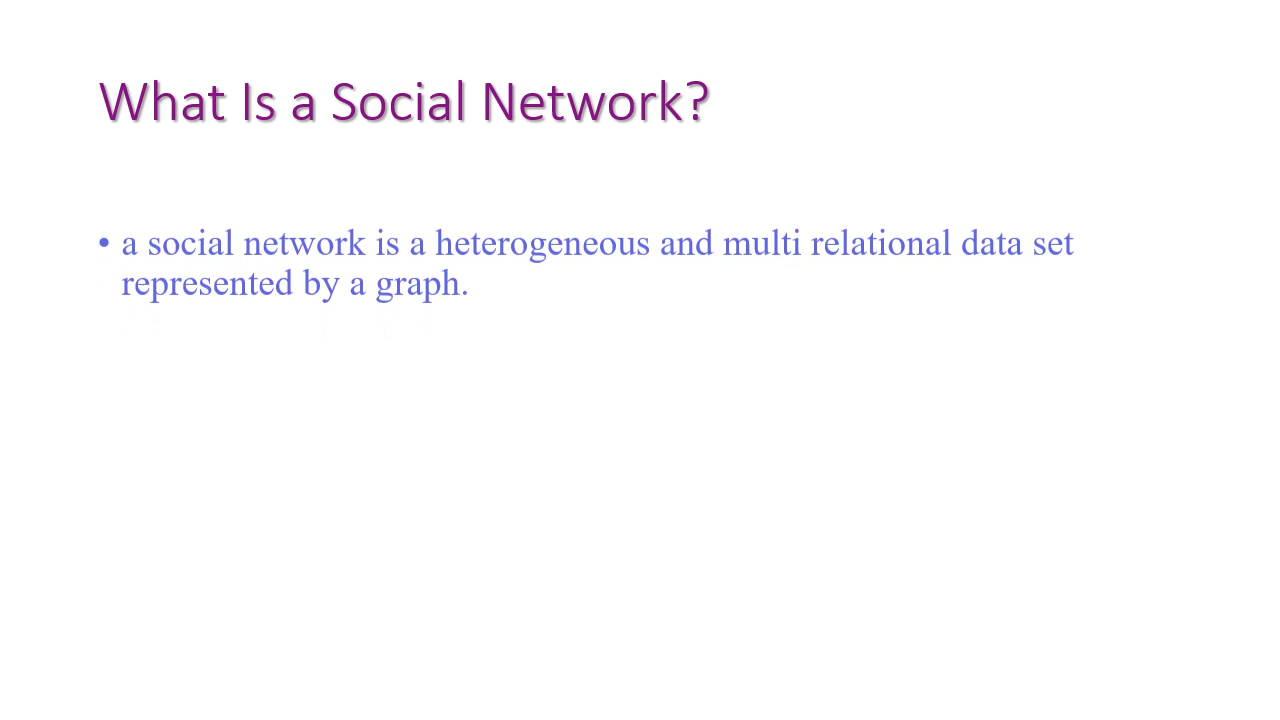 What Is a Social Network?
• a social network is a heterogeneous and multi relational data set
represented by a graph.